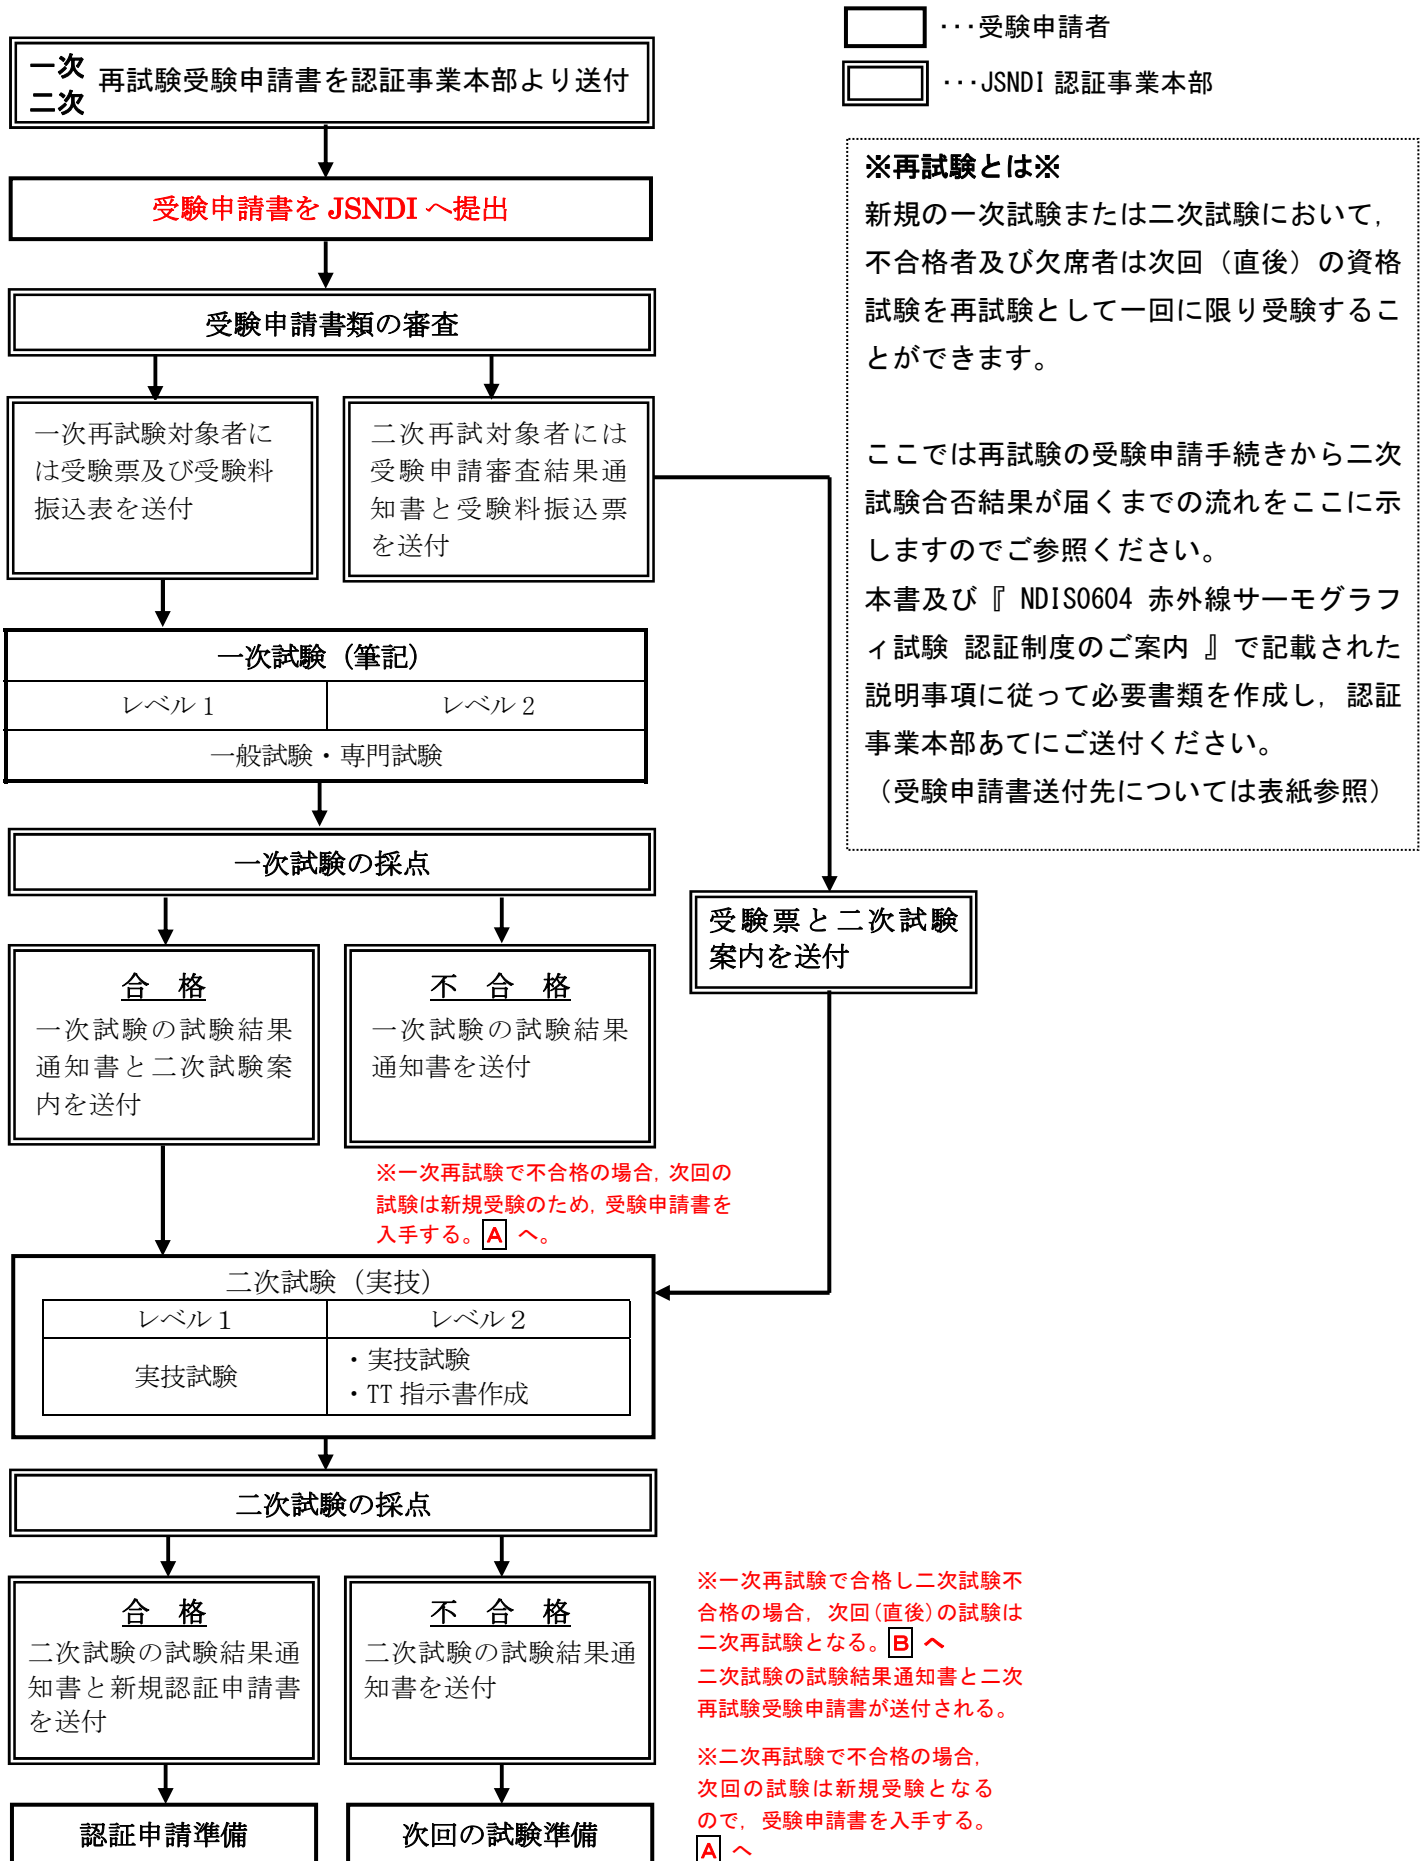 ・・・受験申請者
・・・JSNDI 認証事業本部
一次
二次
再試験受験申請書を認証事業本部より送付
受験申請書を JSNDI へ提出
受験申請書類の審査
一次再試験対象者に
は受験票及び受験料
振込表を送付
二次再試対象者には
受験申請審査結果通
知書と受験料振込票
を送付
※再試験とは※
新規の一次試験または二次試験において，
不合格者及び欠席者は次回（直後）の資格
試験を再試験として一回に限り受験するこ
とができます。
ここでは再試験の受験申請手続きから二次
試験合否結果が届くまでの流れをここに示
しますのでご参照ください。
本書及び『 NDIS0604 赤外線サーモグラフ
ィ試験 認証制度のご案内 』で記載された
説明事項に従って必要書類を作成し，認証
事業本部あてにご送付ください。
（受験申請書送付先については表紙参照）
一次試験（筆記）
レベル 1
レベル 2
一般試験・専門試験
一次試験の採点
合　格
一次試験の試験結果
通知書と二次試験案
内を送付
不　合　格
一次試験の試験結果
通知書を送付
受験票と二次試験
案内を送付
※一次再試験で不合格の場合，次回の
試験は新規受験のため，受験申請書を
入手する。A へ。
二次試験（実技）
レベル１
レベル２
実技試験
・実技試験
・TT 指示書作成
二次試験の採点
合　格
二次試験の試験結果通
知書と新規認証申請書
を送付
不　合　格
二次試験の試験結果通
知書を送付
※一次再試験で合格し二次試験不
合格の場合，次回(直後)の試験は
二次再試験となる。B へ
二次試験の試験結果通知書と二次
再試験受験申請書が送付される。
※二次再試験で不合格の場合，
次回の試験は新規受験となる
ので，受験申請書を入手する。
A へ
認証申請準備
次回の試験準備